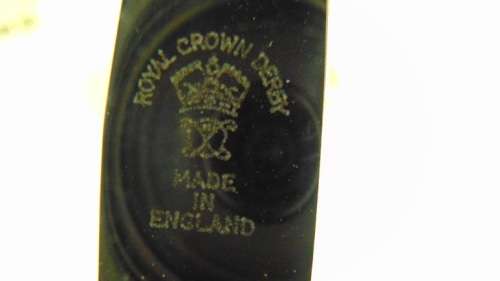 ROYAL CROWN DERBY
MADE
IN
ENGLAND